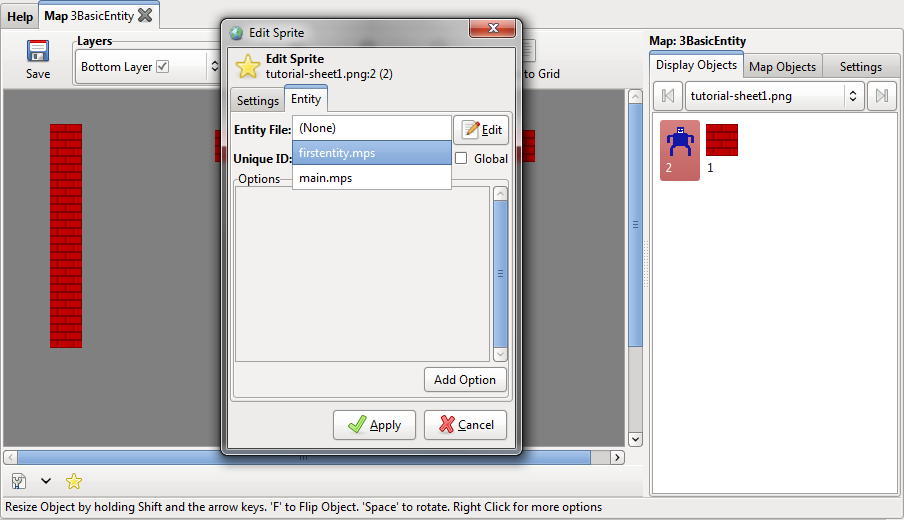 Help
Map 3BasicEntity
Save
Layers
Bottom Layer
to Grid
Edit Sprite
Edit Sprite
tutorial-sheet1.png:2 (2)
Settings
Entity
Entity File:
(None)
Edit
firstentity.mps
Unique ID:
Global
main.mps
Options
Add Option
Apply
Cancel
Map: 3BasicEntity
Display Objects
Map Objects
Settings
tutorial-sheet1.png
2
1
Resize Object by holding Shift and the arrow keys. 'F' to Flip Object. 'Space' to rotate. Right Click for more options